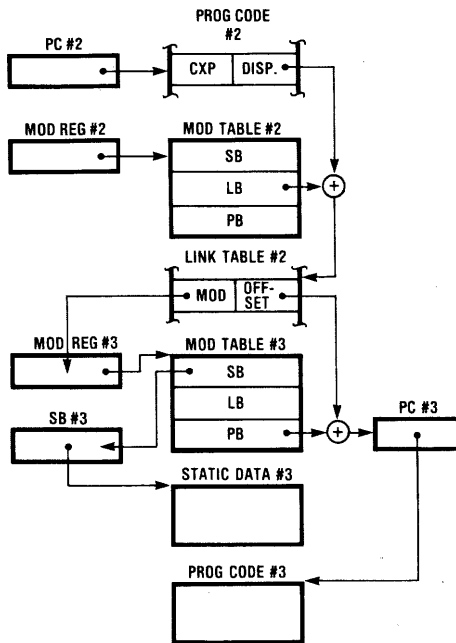 PROG CODE
#2
PC #2
CXP DISP.
MOD REG #2 MOD TABLE #2
SB
LB
+
PB
LINK TABLE #2
MOD OFF-
SET
MOD REG #3 MOD TABLE #3
SB
LB
SB #3
PC #3
PB
+
STATIC DATA #3
PROG CODE #3